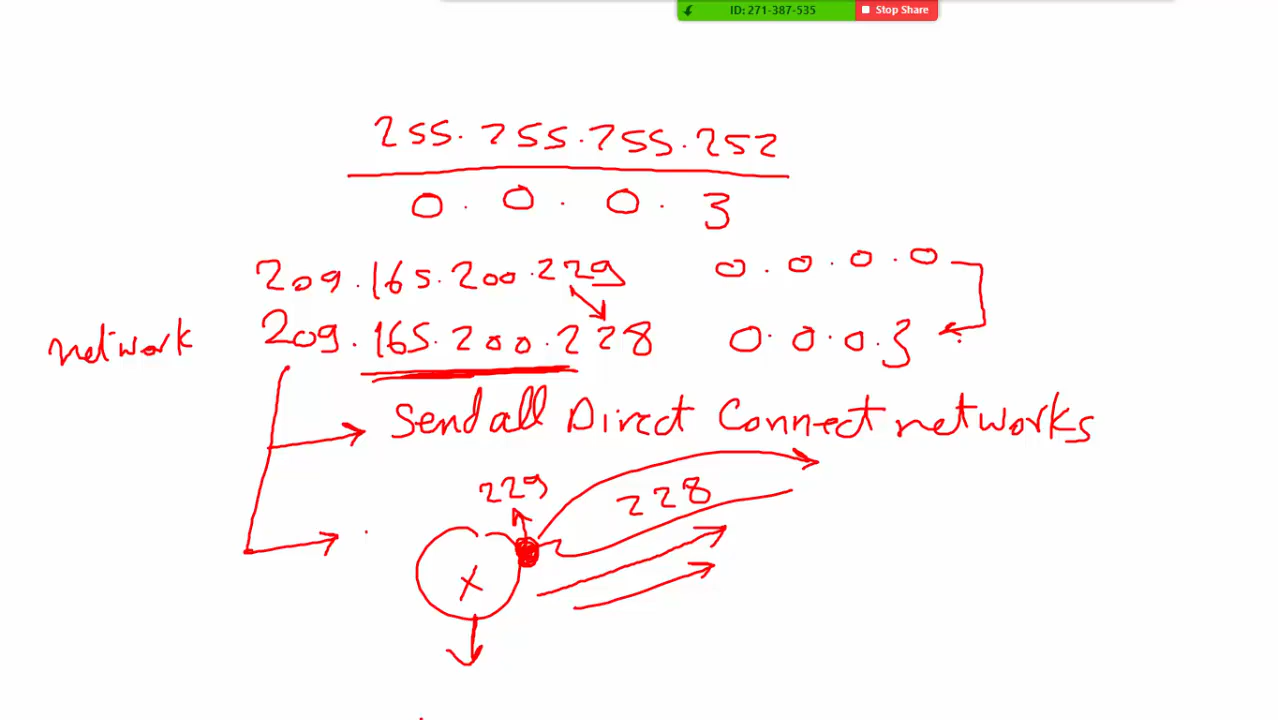 ID: 271-387-535 Stop Share
255.255.255.252
0.0.0.3
209.165.200.229 0.0.0.0
network 209.165.200.228 0.0.0.3
Send all Direct Connect networks
229
228
X